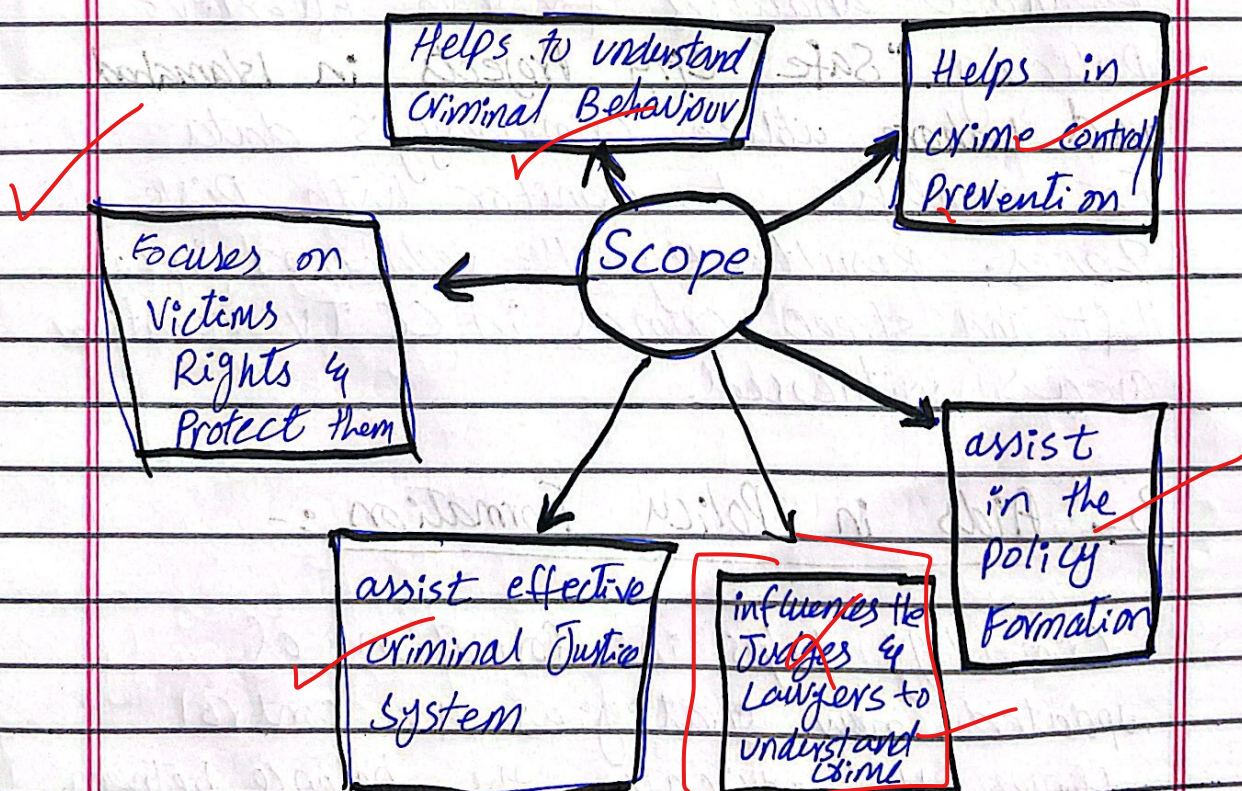 Helps to understand
Criminal Behaviour
Helps in
crime control/
Prevention
Scope
Focuses on
Victims
Rights &
Protect them
assist
in the
policy
Formation
assist effective
criminal Justice
system
influences the
Judges &
Lawyers to
understand
crime